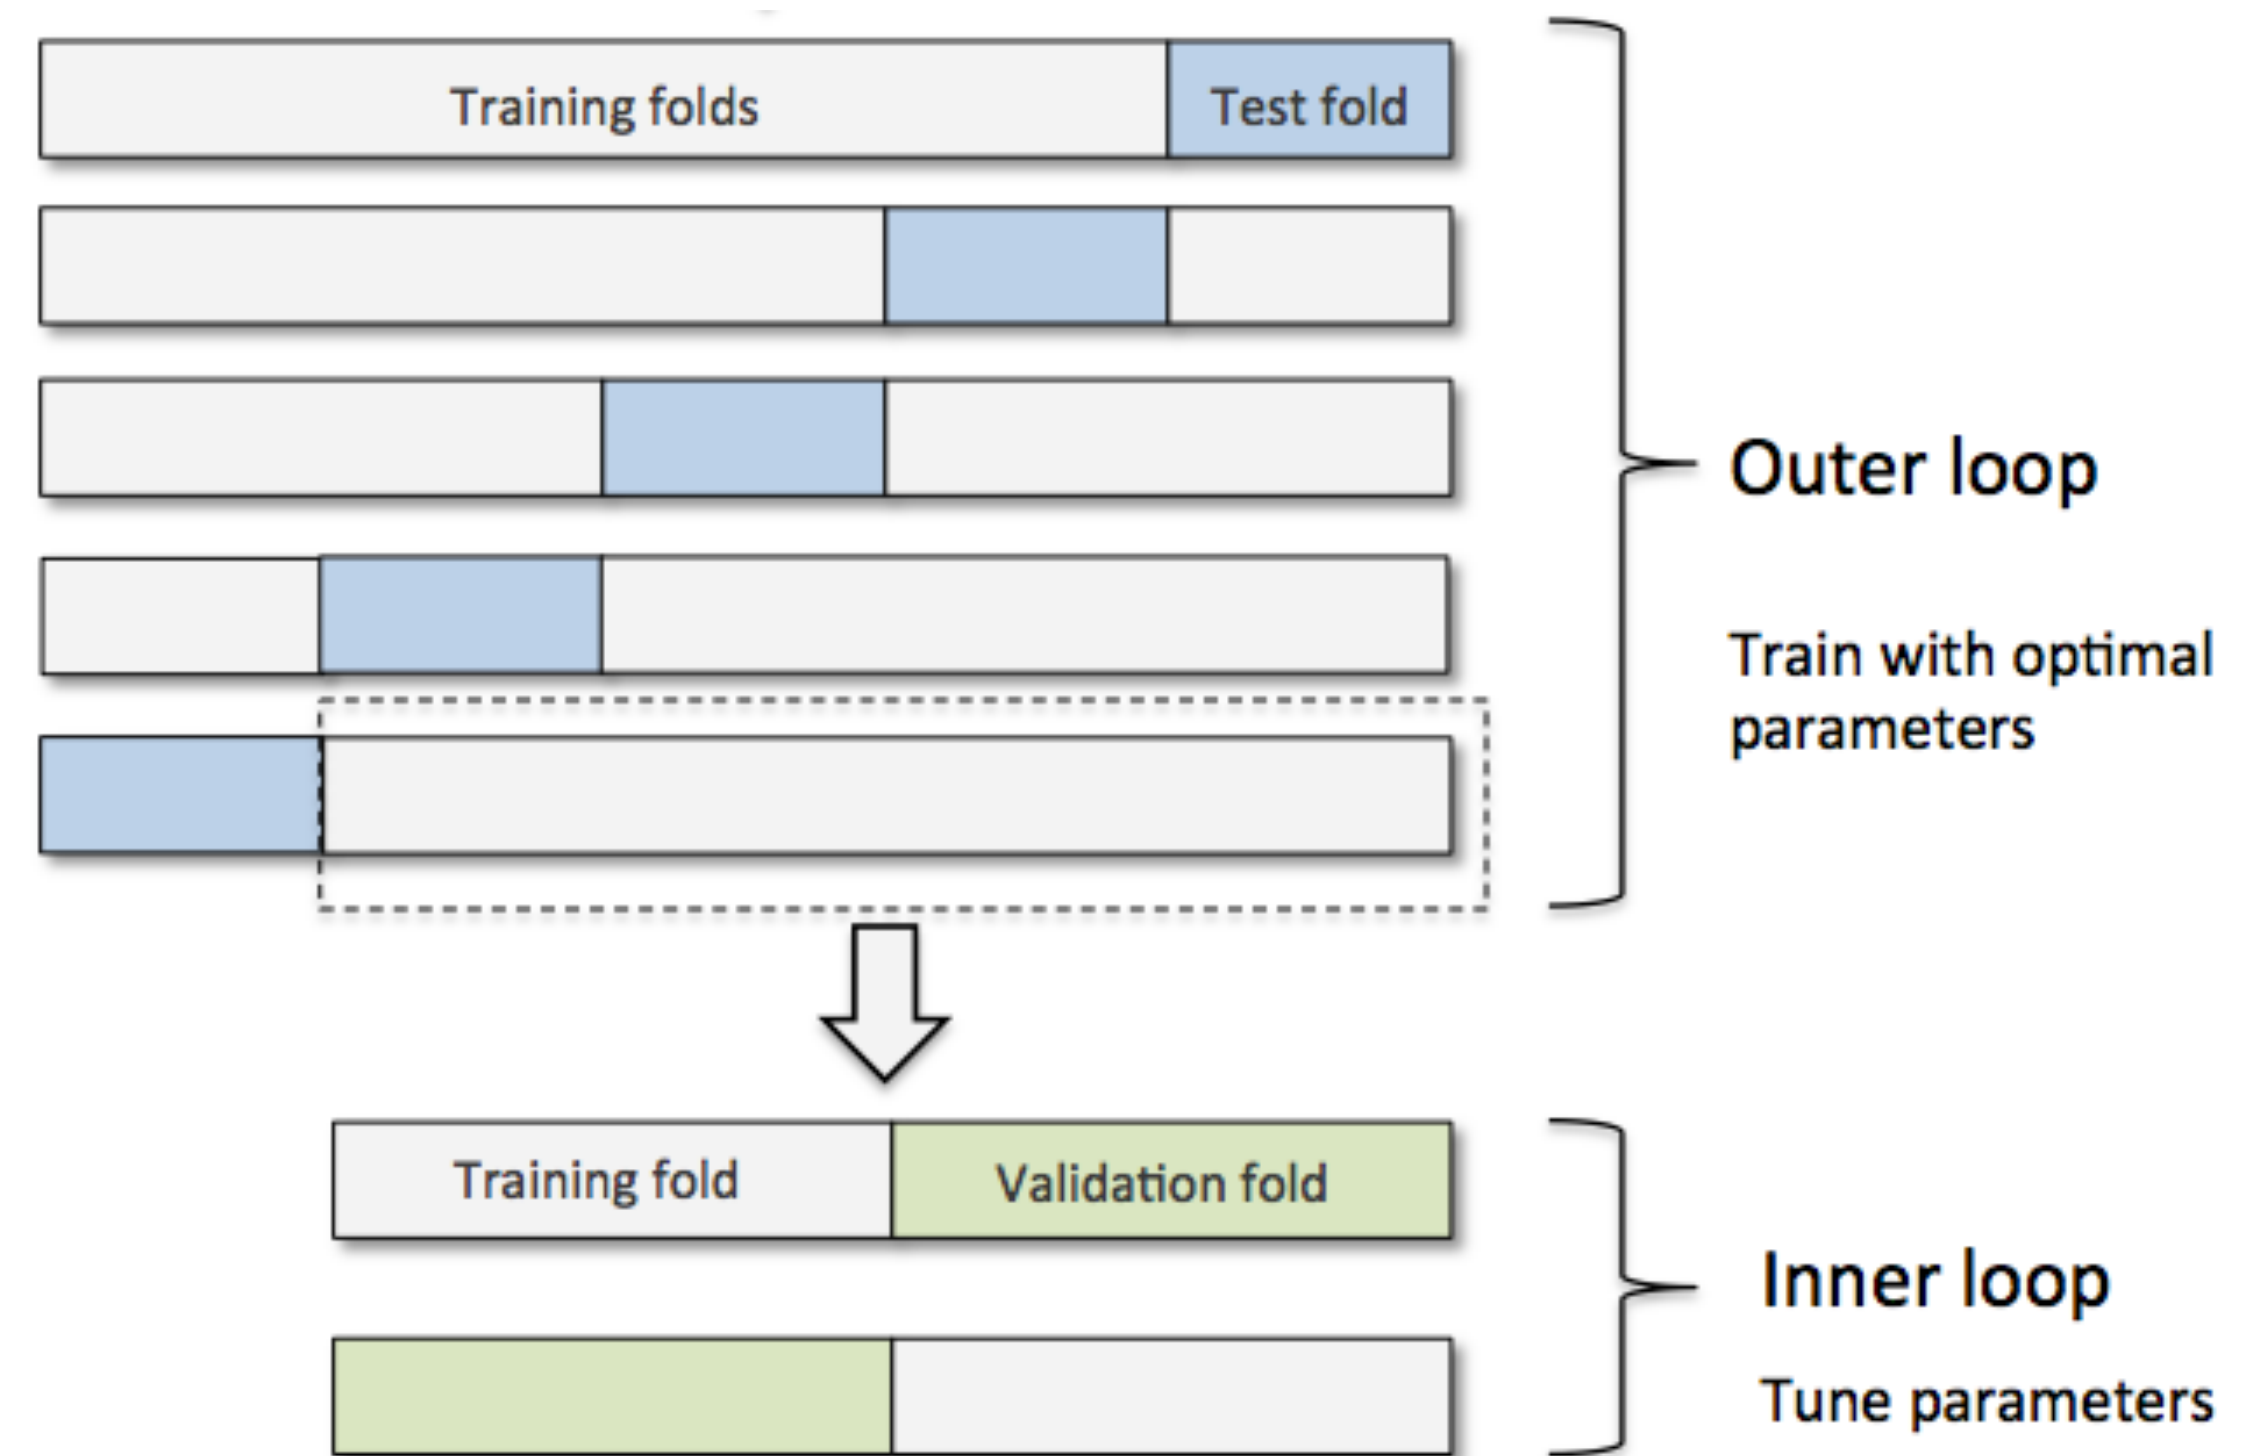 Training folds
Test fold
Outer loop
Train with optimal
parameters
Training fold
Validation fold
Inner loop
Tune parameters